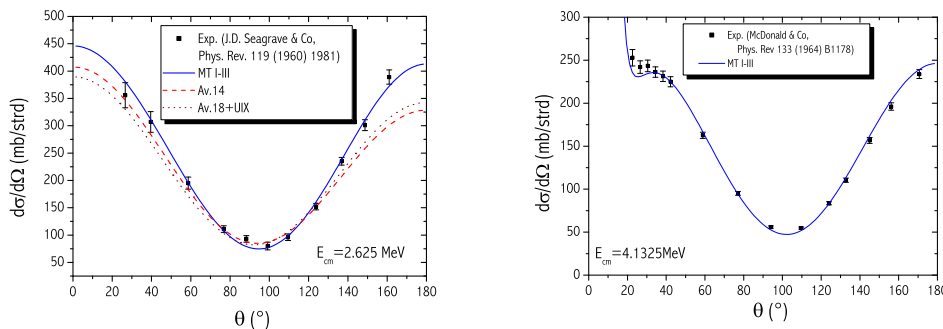 500
450
400
350
300
250
200
150
100
50
0
dσ/dΩ (mb/strd)
Exp. (J.D. Seagrave & Co,
Phys. Rev. 119 (1960) 1981)
MT I-III
Av.14
Av.18+UIX
E_cm=2.625 MeV
0 20 40 60 80 100 120 140 160 180
θ (°)
300
250
200
150
100
50
0
dσ/dΩ (mb/strd)
Exp. (McDonald & Co,
Phys. Rev 133 (1964) B1178)
MT I-III
E_cm=4.1325MeV
0 20 40 60 80 100 120 140 160 180
θ (°)